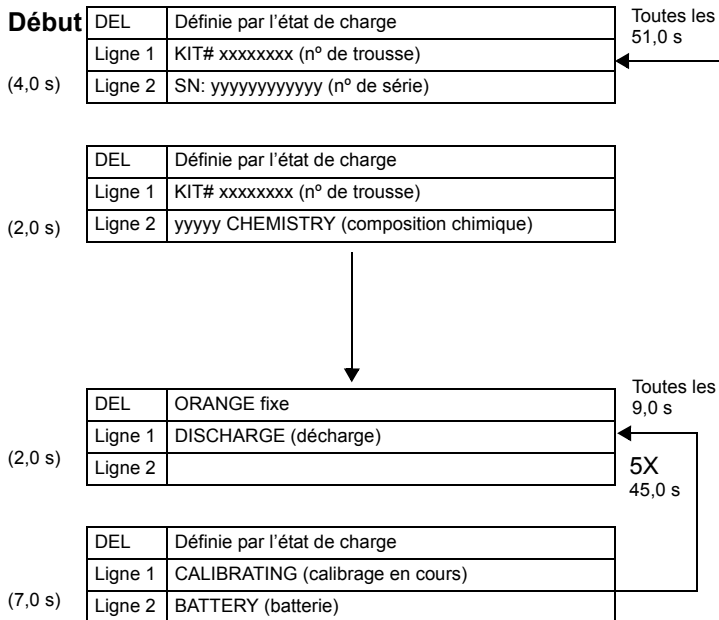 Début
DEL Définie par l'état de charge
Toutes les
51,0 s
Ligne 1 KIT# xxxxxxxx (nº de trousse)
(4,0 s)
Ligne 2 SN: yyyyyyyyyyyy (nº de série)
DEL Définie par l'état de charge
Ligne 1 KIT# xxxxxxxx (nº de trousse)
(2,0 s)
Ligne 2 yyyyy CHEMISTRY (composition chimique)
DEL ORANGE fixe
Toutes les
9,0 s
Ligne 1 DISCHARGE (décharge)
(2,0 s)
Ligne 2
5X
45,0 s
DEL Définie par l'état de charge
Ligne 1 CALIBRATING (calibrage en cours)
(7,0 s)
Ligne 2 BATTERY (batterie)